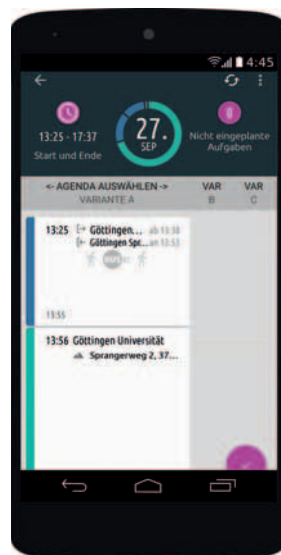 4:45
27.
SEP
13:25 - 17:37
Start und Ende
Nicht eingeplante
Aufgaben
<- AGENDA AUSWÄHLEN ->
VARIANTE A
VAR
B
VAR
C
13:25 Göttingen... ab 13:38
Göttingen Spr... an 13:53
BUS
13:55
13:56 Göttingen Universität
Sprangerweg 2, 37...